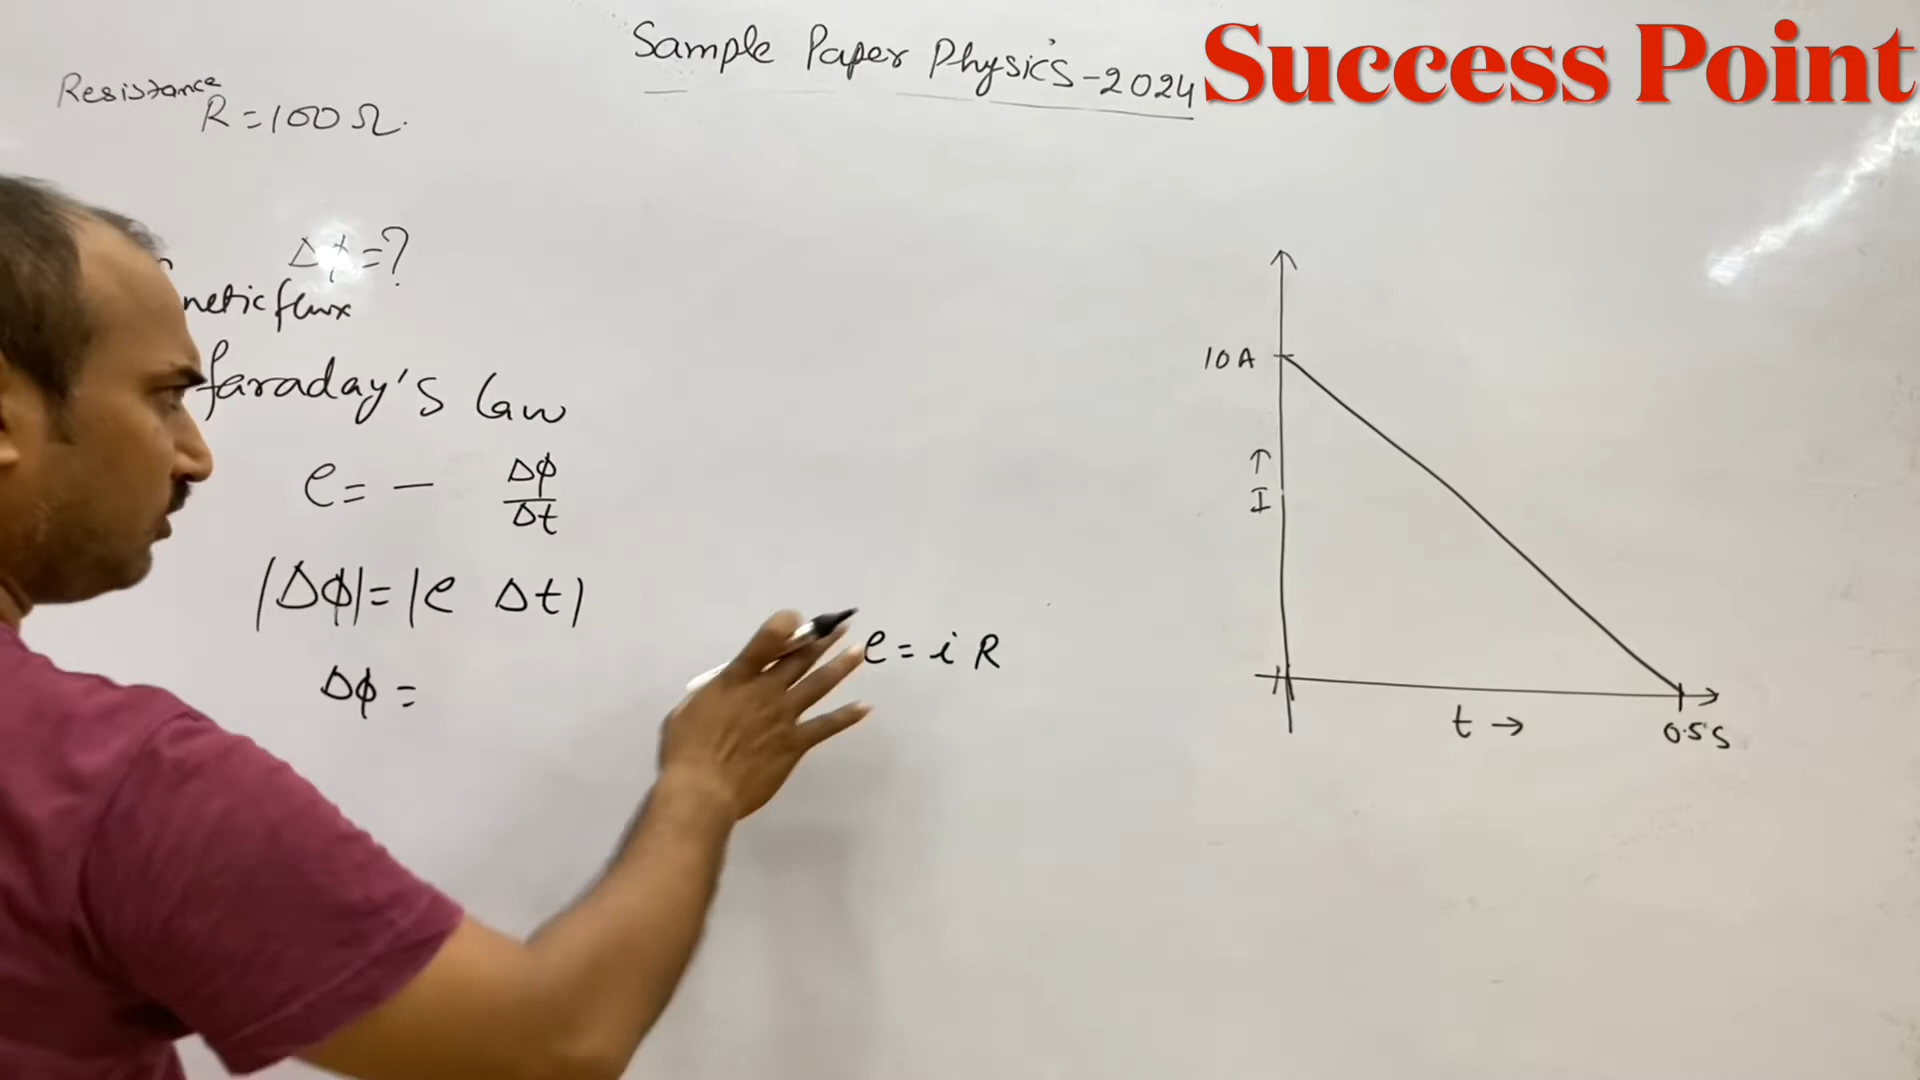 Sample Paper Physics-2024
Success Point
Resistance
R = 100 Ω.
Δϕ = ?
netic flux
faraday's law
e = - Δϕ/Δt
|Δϕ| = |e Δt|
Δϕ =
e = i R
10 A
↑
I
t →
0.5 S